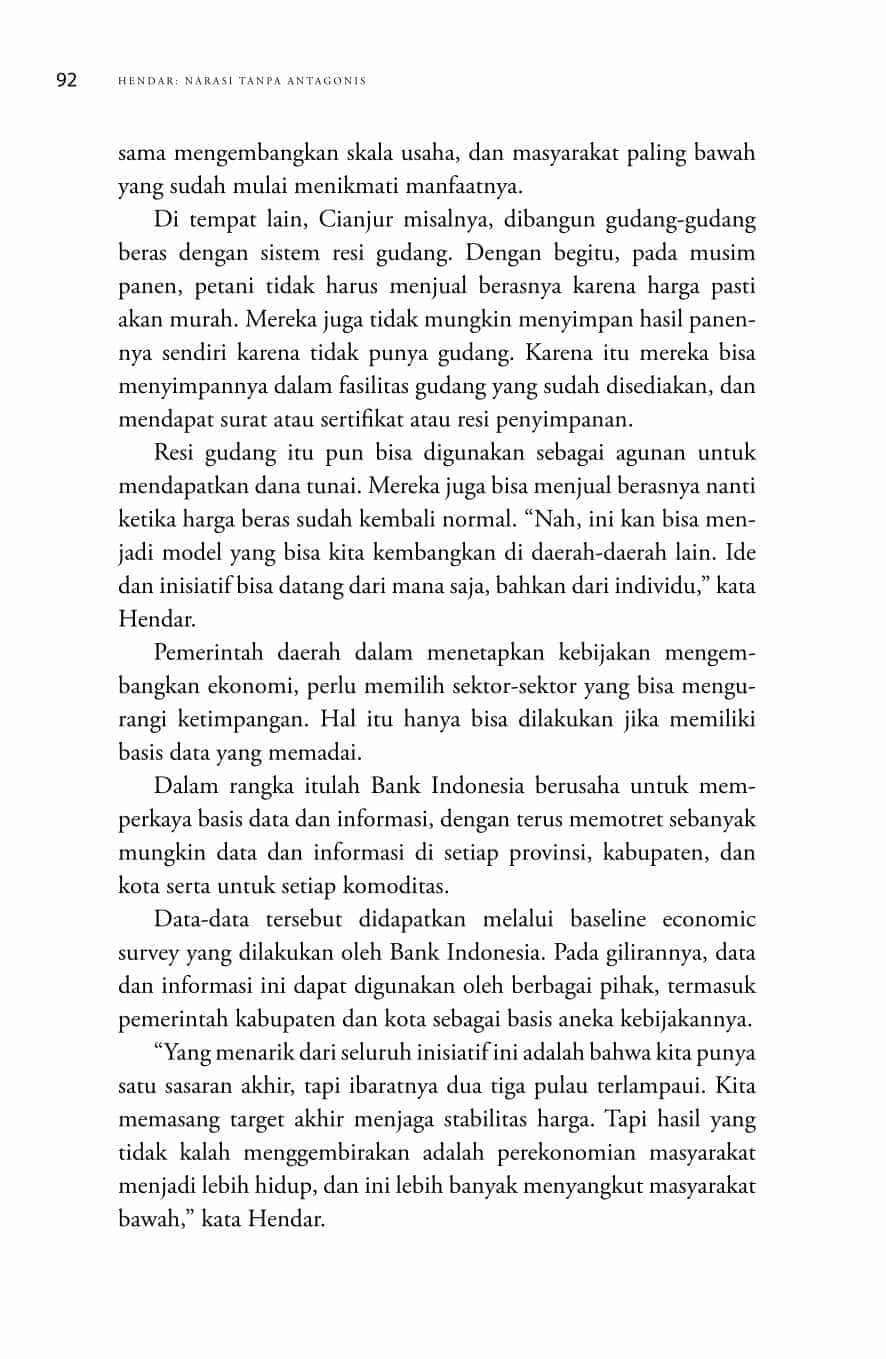 92 HENDAR: NARASI TANPA ANTAGONIS
sama mengembangkan skala usaha, dan masyarakat paling bawah
yang sudah mulai menikmati manfaatnya.
Di tempat lain, Cianjur misalnya, dibangun gudang-gudang
beras dengan sistem resi gudang. Dengan begitu, pada musim
panen, petani tidak harus menjual berasnya karena harga pasti
akan murah. Mereka juga tidak mungkin menyimpan hasil panen-
nya sendiri karena tidak punya gudang. Karena itu mereka bisa
menyimpannya dalam fasilitas gudang yang sudah disediakan, dan
mendapat surat atau sertifikat atau resi penyimpanan.
Resi gudang itu pun bisa digunakan sebagai agunan untuk
mendapatkan dana tunai. Mereka juga bisa menjual berasnya nanti
ketika harga beras sudah kembali normal. “Nah, ini kan bisa men-
jadi model yang bisa kita kembangkan di daerah-daerah lain. Ide
dan inisiatif bisa datang dari mana saja, bahkan dari individu,” kata
Hendar.
Pemerintah daerah dalam menetapkan kebijakan mengem-
bangkan ekonomi, perlu memilih sektor-sektor yang bisa mengu-
rangi ketimpangan. Hal itu hanya bisa dilakukan jika memiliki
basis data yang memadai.
Dalam rangka itulah Bank Indonesia berusaha untuk mem-
perkaya basis data dan informasi, dengan terus memotret sebanyak
mungkin data dan informasi di setiap provinsi, kabupaten, dan
kota serta untuk setiap komoditas.
Data-data tersebut didapatkan melalui baseline economic
survey yang dilakukan oleh Bank Indonesia. Pada gilirannya, data
dan informasi ini dapat digunakan oleh berbagai pihak, termasuk
pemerintah kabupaten dan kota sebagai basis aneka kebijakannya.
“Yang menarik dari seluruh inisiatif ini adalah bahwa kita punya
satu sasaran akhir, tapi ibaratnya dua tiga pulau terlampaui. Kita
memasang target akhir menjaga stabilitas harga. Tapi hasil yang
tidak kalah menggembirakan adalah perekonomian masyarakat
menjadi lebih hidup, dan ini lebih banyak menyangkut masyarakat
bawah,” kata Hendar.